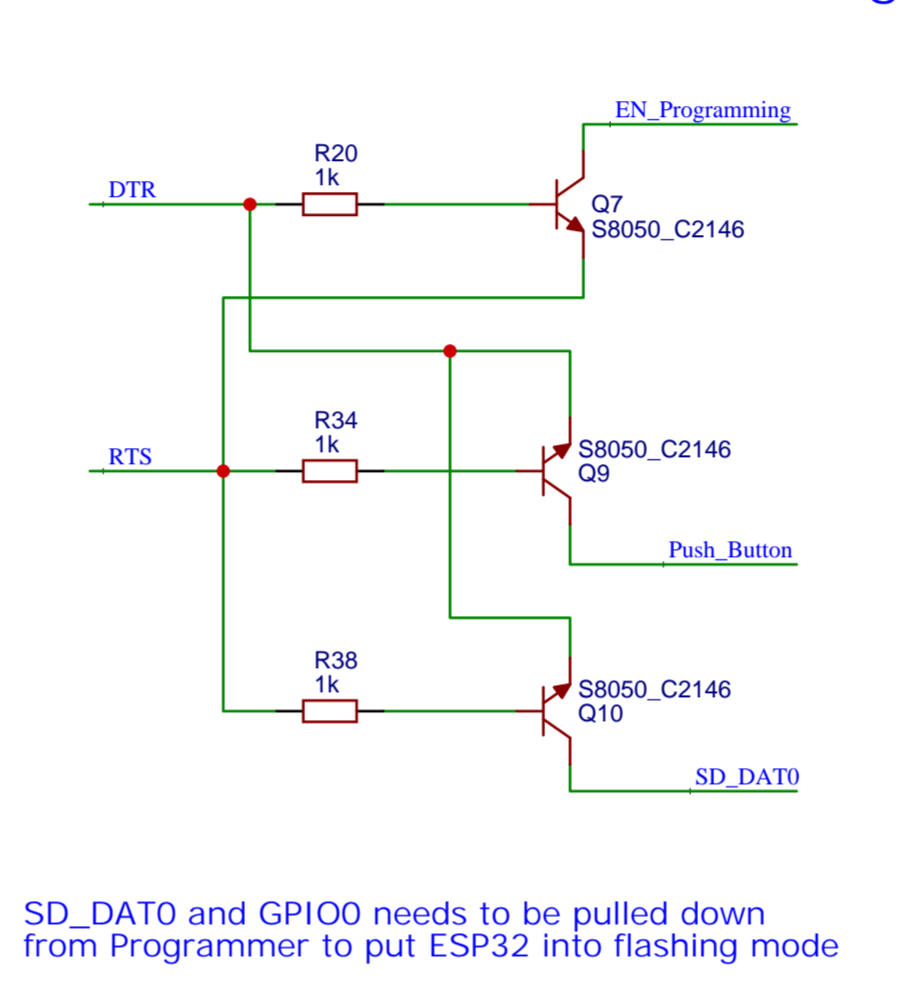 EN_Programming
R20
1k
DTR
Q7
S8050_C2146
R34
1k
RTS
S8050_C2146
Q9
Push_Button
R38
1k
S8050_C2146
Q10
SD_DAT0
SD_DAT0 and GPIO0 needs to be pulled down
from Programmer to put ESP32 into flashing mode